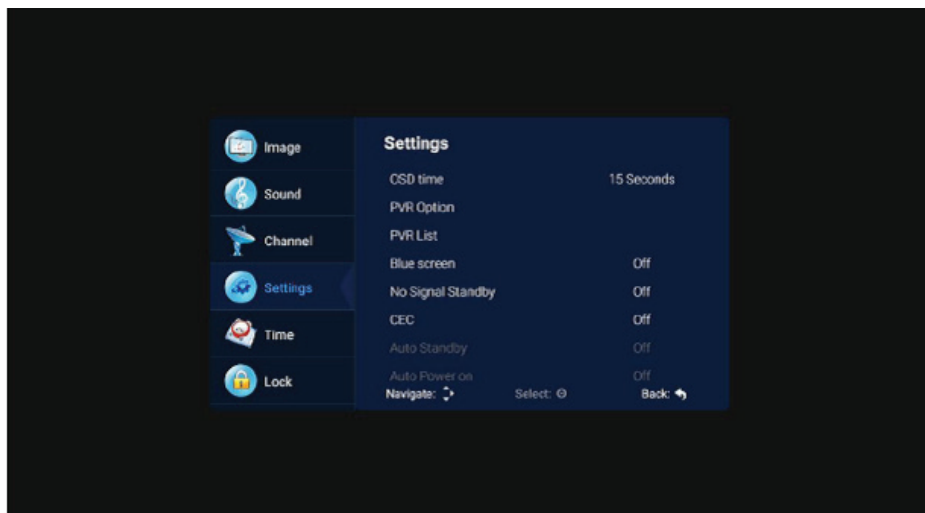 Image
Sound
Channel
Settings
Time
Lock
Settings
OSD time 15 Seconds
PVR Option
PVR List
Blue screen Off
No Signal Standby Off
CEC Off
Auto Standby Off
Auto Power on Off
Navigate: Select: Back: